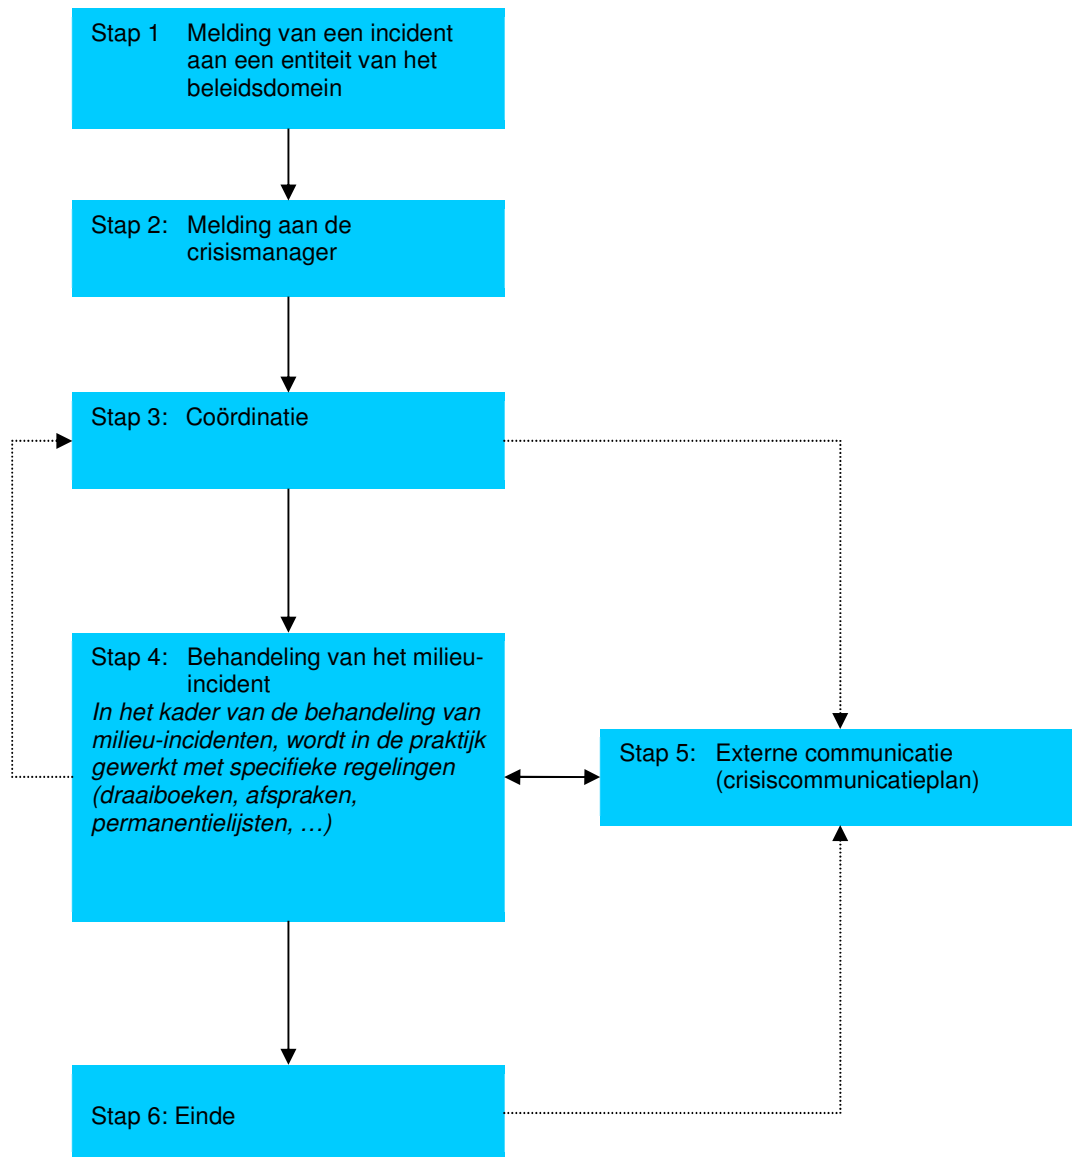 Stap 1 Melding van een incident
aan een entiteit van het
beleidsdomein
Stap 2: Melding aan de
crisismanager
Stap 3: Coördinatie
Stap 4: Behandeling van het milieu-
incident
In het kader van de behandeling van
milieu-incidenten, wordt in de praktijk
gewerkt met specifieke regelingen
(draaiboeken, afspraken,
permanentielijsten, …)
Stap 5: Externe communicatie
(crisiscommunicatieplan)
Stap 6: Einde